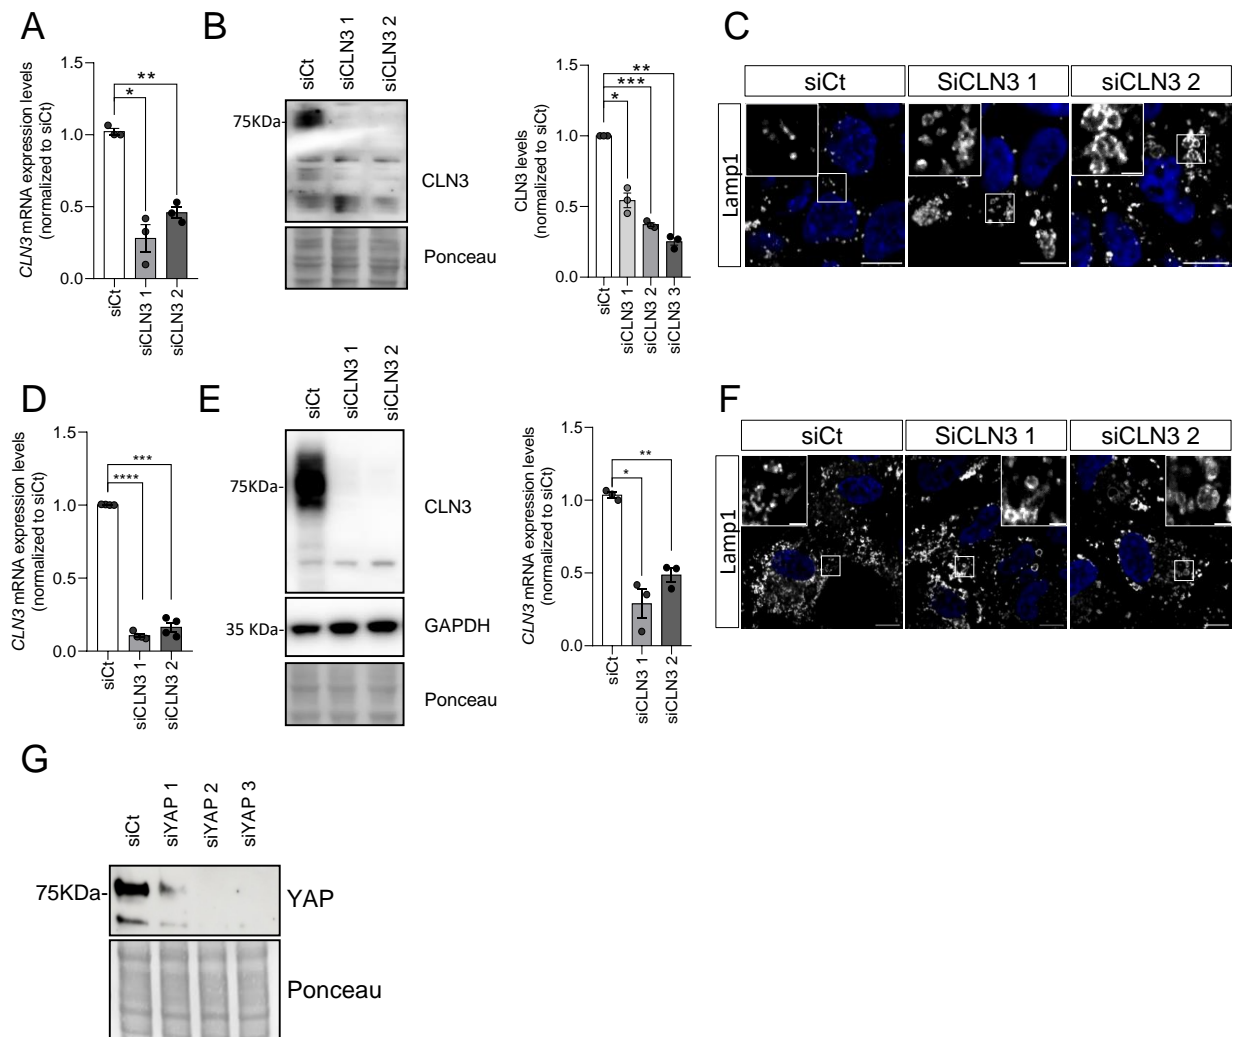 A
CLN3 mRNA expression levels
(normalized to siCt)
1.5
1.0
0.5
0.0
**
*
siCt
siCLN3 1
siCLN3 2
B
siCt
siCLN3 1
siCLN3 2
75KDa-
CLN3
Ponceau
CLN3 levels
(normalized to siCt)
1.5
1.0
0.5
0.0
**
***
*
siCt
siCLN3 1
siCLN3 2
siCLN3 3
C
siCt
SiCLN3 1
siCLN3 2
Lamp1
D
CLN3 mRNA expression levels
(normalized to siCt)
1.5
1.0
0.5
0.0
***
****
siCt
siCLN3 1
siCLN3 2
E
siCt
siCLN3 1
siCLN3 2
75KDa-
CLN3
35 KDa-
GAPDH
Ponceau
CLN3 mRNA expression levels
(normalized to siCt)
1.5
1.0
0.5
0.0
**
*
siCt
siCLN3 1
siCLN3 2
F
siCt
SiCLN3 1
siCLN3 2
Lamp1
G
siCt
siYAP 1
siYAP 2
siYAP 3
75KDa-
YAP
Ponceau